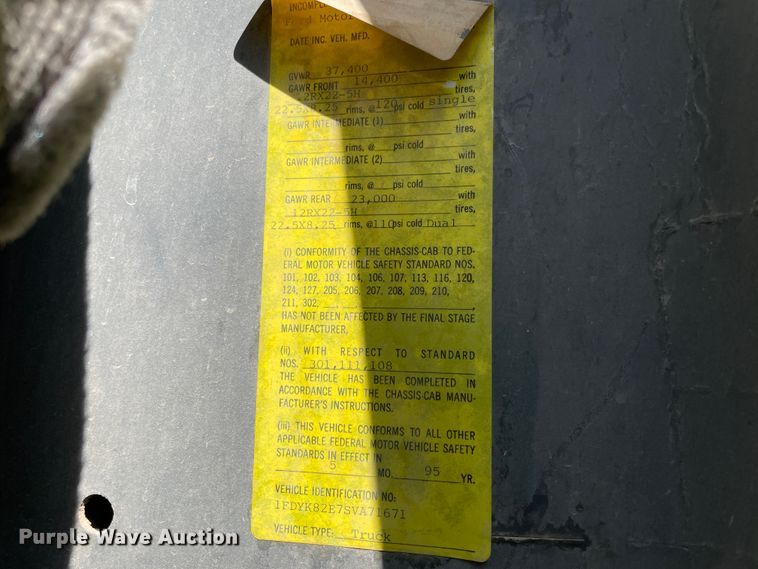 INCOMPL
Ford Motor
DATE INC. VEH. MFD.
GVWR 37,400
GAWR FRONT 14,400 with
12RX22-5H tires,
22.5X8.25 rims, @ 120 psi cold single
GAWR INTERMEDIATE (1) with
tires,
rims, @ psi cold
GAWR INTERMEDIATE (2) with
tires,
rims, @ psi cold
GAWR REAR 23,000 with
12RX22-5H tires,
22.5X8.25 rims, @110psi cold Dual
(i) CONFORMITY OF THE CHASSIS-CAB TO FED-
ERAL MOTOR VEHICLE SAFETY STANDARD NOS.
101, 102, 103, 104, 106, 107, 113, 116, 120,
124, 127, 205, 206, 207, 208, 209, 210,
211, 302,
HAS NOT BEEN AFFECTED BY THE FINAL STAGE
MANUFACTURER.
(ii) WITH RESPECT TO STANDARD
NOS. 301,111,108
THE VEHICLE HAS BEEN COMPLETED IN
ACCORDANCE WITH THE CHASSIS-CAB MANU-
FACTURER'S INSTRUCTIONS.
(iii) THIS VEHICLE CONFORMS TO ALL OTHER
APPLICABLE FEDERAL MOTOR VEHICLE SAFETY
STANDARDS IN EFFECT IN
5 MO. 95 YR.
VEHICLE IDENTIFICATION NO:
1FDYK82E7SVA71671
VEHICLE TYPE: Truck
Purple Wave Auction